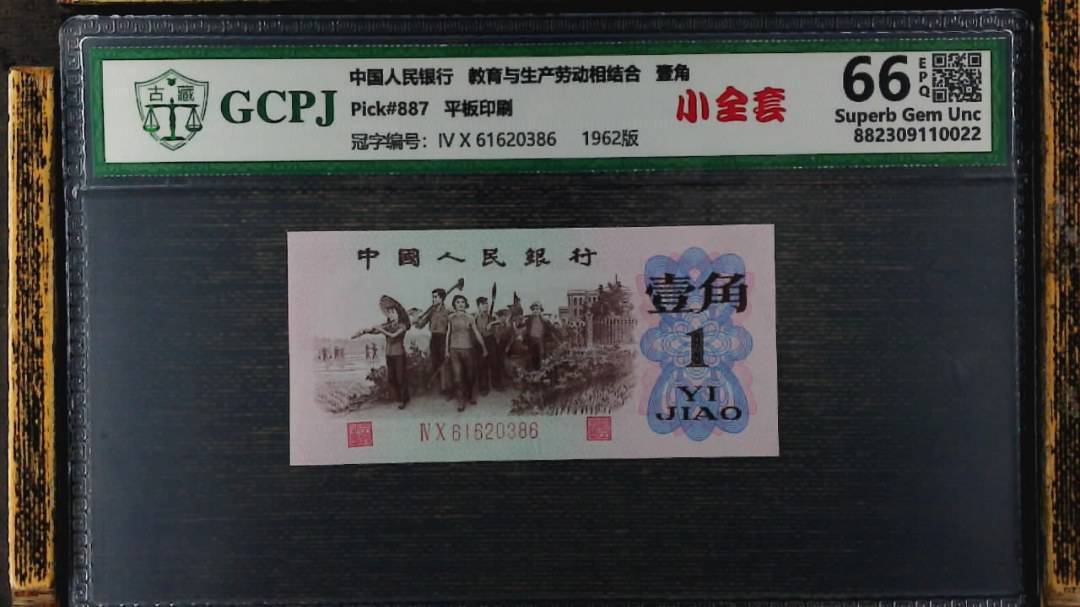 古藏
GCPJ
中国人民银行 教育与生产劳动相结合 壹角
Pick#887 平板印刷
冠字编号: IV X 61620386 1962版
小全套
66 EPQ
Superb Gem Unc
882309110022
中國人民銀行
壹角
1
YI
JIAO
IV X 61620386